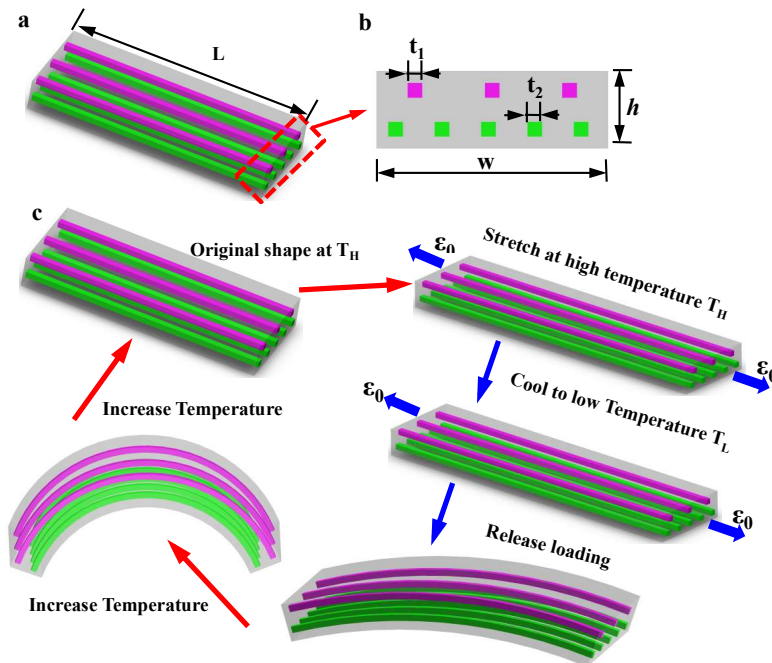 a
L
b
t1
t2
h
w
c
Original shape at TH
ε0
Stretch at high temperature TH
ε0
Increase Temperature
ε0
Cool to low Temperature TL
ε0
Release loading
Increase Temperature